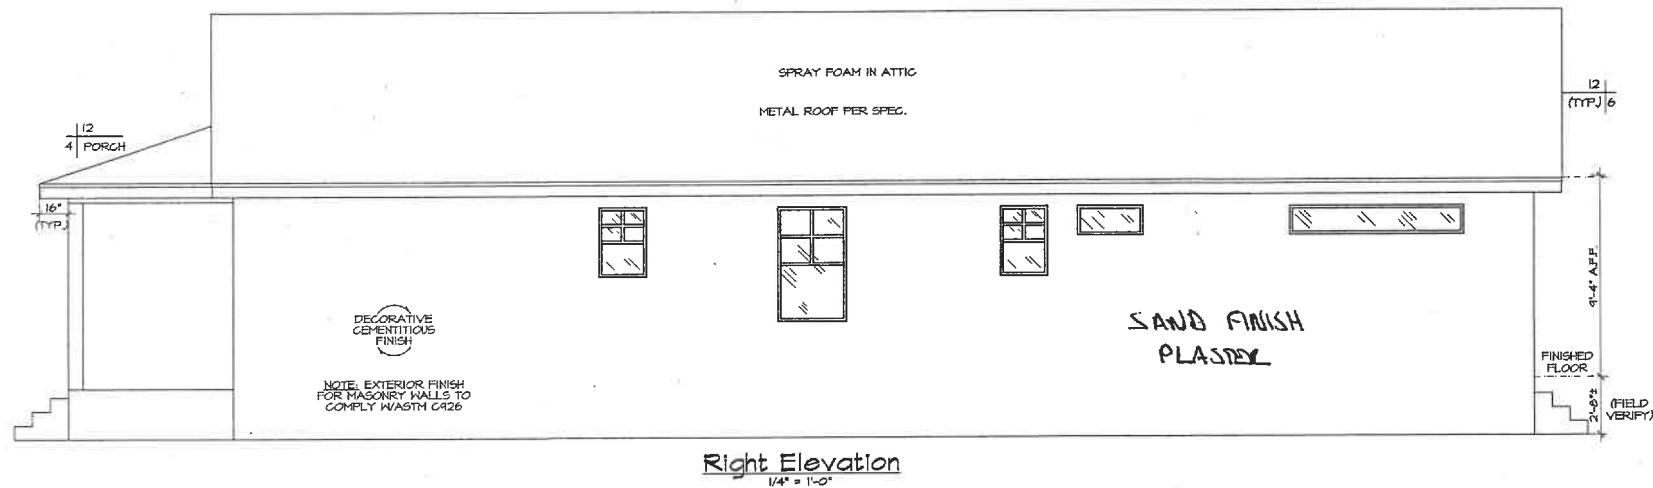 SPRAY FOAM IN ATTIC
METAL ROOF PER SPEC.
12
4 PORCH
12
(TYP.) 6
16"
(TYP.)
DECORATIVE
CEMENTITIOUS
FINISH
NOTE: EXTERIOR FINISH
FOR MASONRY WALLS TO
COMPLY W/ASTM C926
SAND FINISH
PLASTER
9'-4" A.F.F.
FINISHED
FLOOR
2'-8"±
(FIELD
VERIFY)
Right Elevation
1/4" = 1'-0"